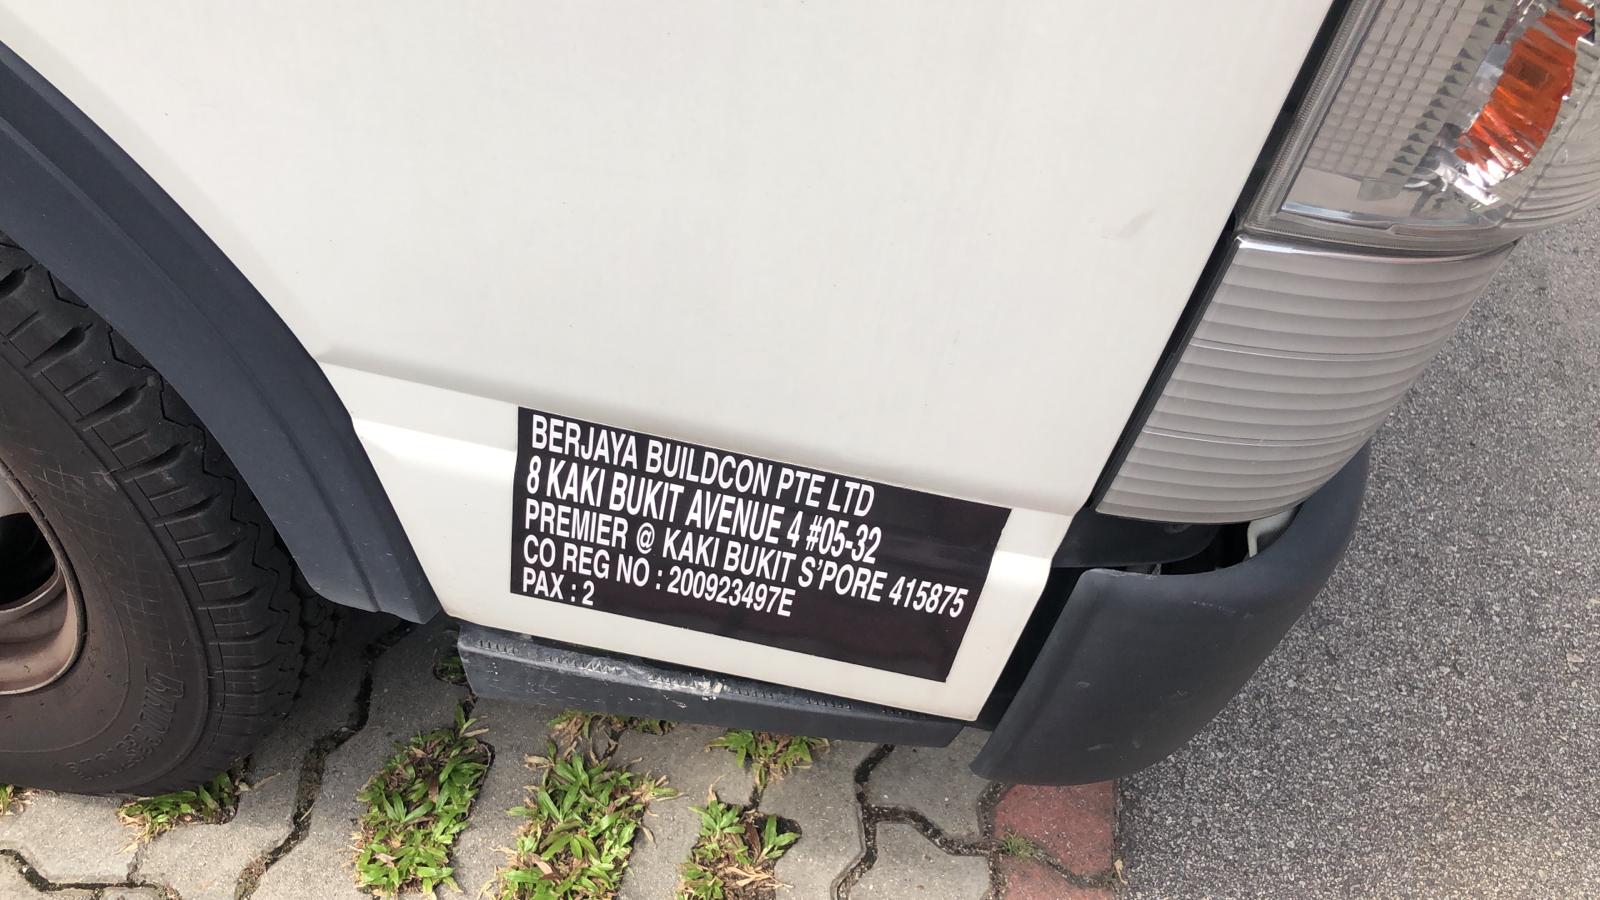 BERJAYA BUILDCON PTE LTD
8 KAKI BUKIT AVENUE 4 #05-32
PREMIER @ KAKI BUKIT S'PORE 415875
CO REG NO : 200923497E
PAX : 2